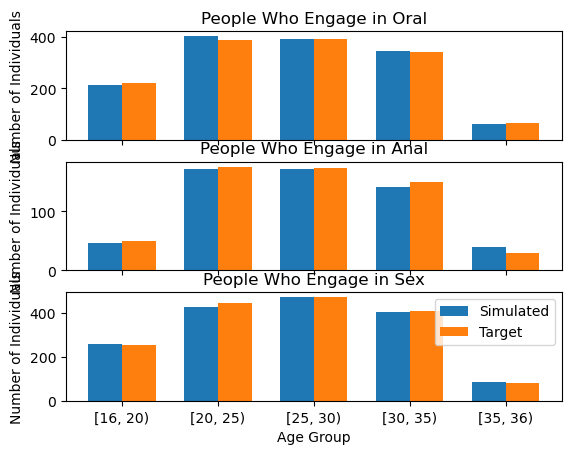 People Who Engage in Oral
Number of Individuals
400
200
0
People Who Engage in Anal
Number of Individuals
100
0
People Who Engage in Sex
Number of Individuals
400
200
0
Simulated
Target
[16, 20)
[20, 25)
[25, 30)
[30, 35)
[35, 36)
Age Group